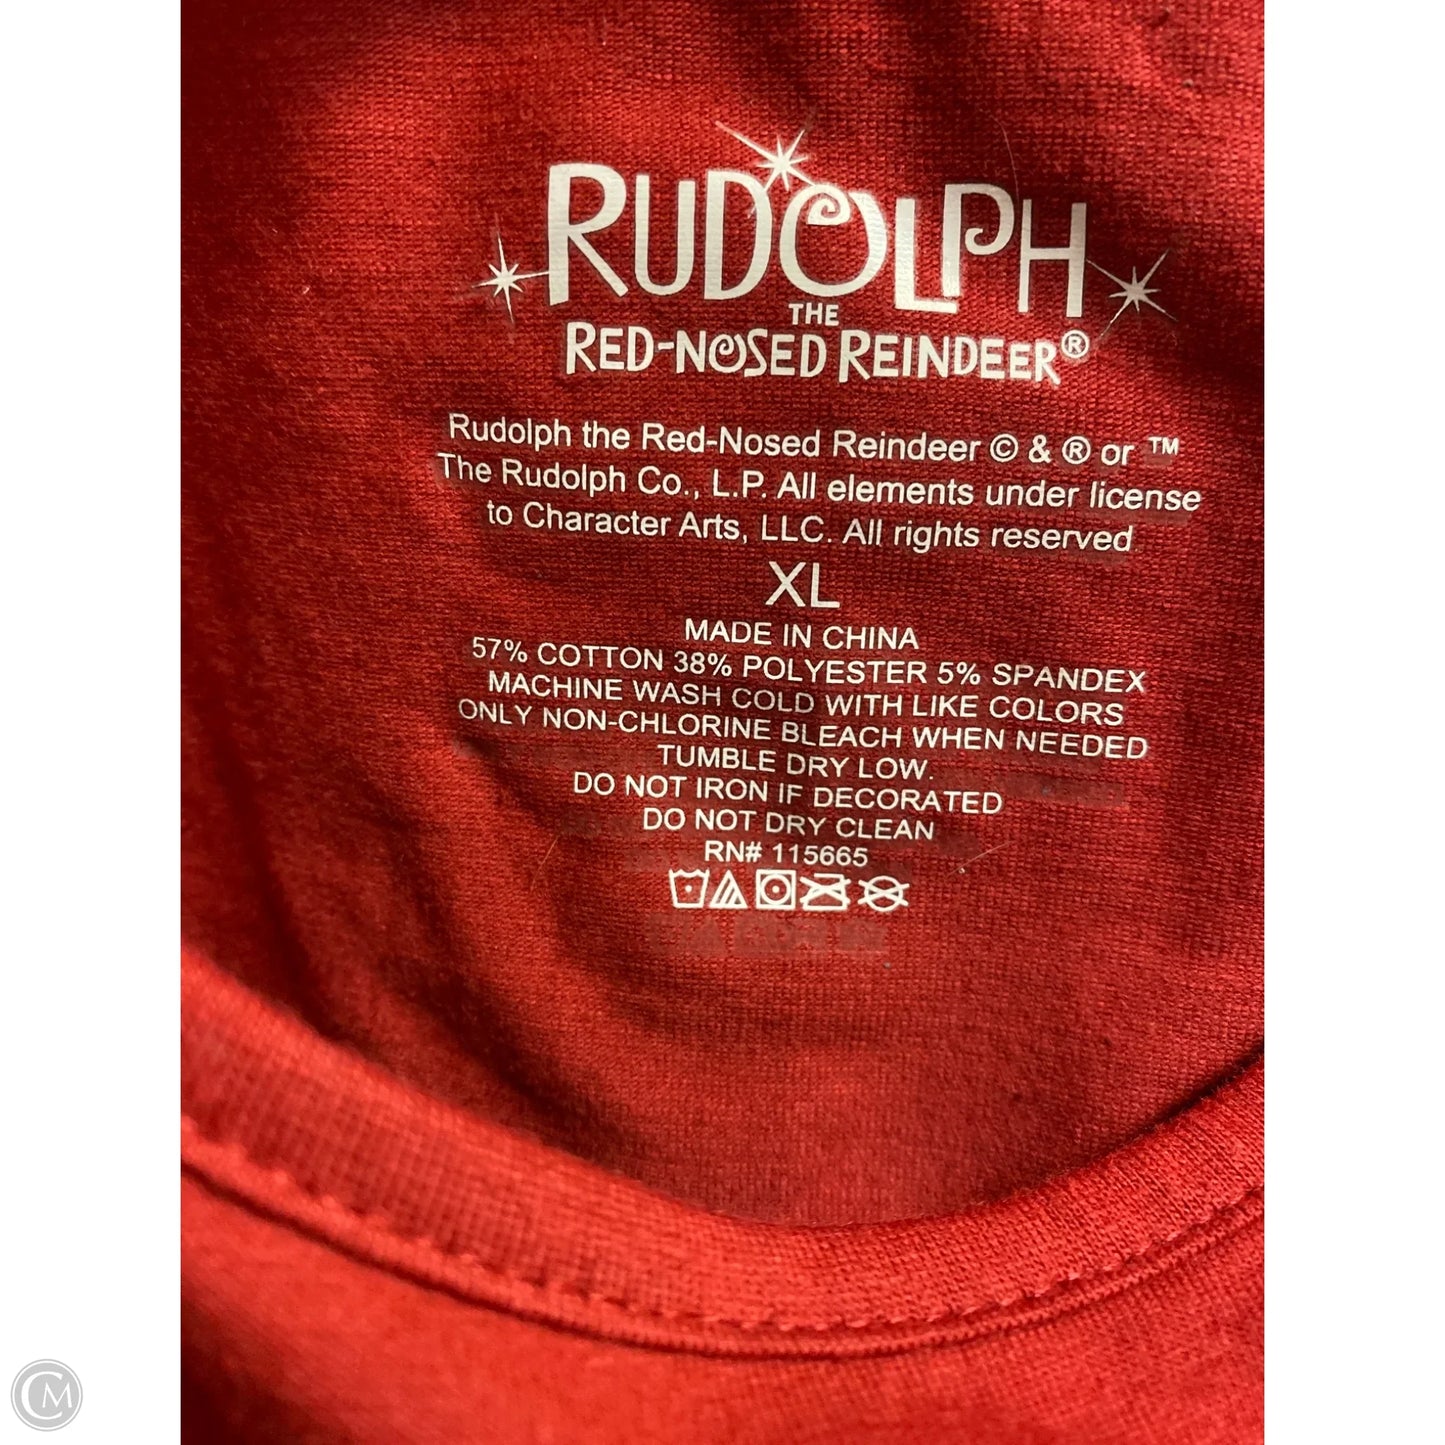 RUDOLPH
THE
RED-NOSED REINDEER®
Rudolph the Red-Nosed Reindeer © & ® or ™
The Rudolph Co., L.P. All elements under license
to Character Arts, LLC. All rights reserved.
XL
MADE IN CHINA
57% COTTON 38% POLYESTER 5% SPANDEX
MACHINE WASH COLD WITH LIKE COLORS
ONLY NON-CHLORINE BLEACH WHEN NEEDED
TUMBLE DRY LOW.
DO NOT IRON IF DECORATED
DO NOT DRY CLEAN
RN# 115665
CM